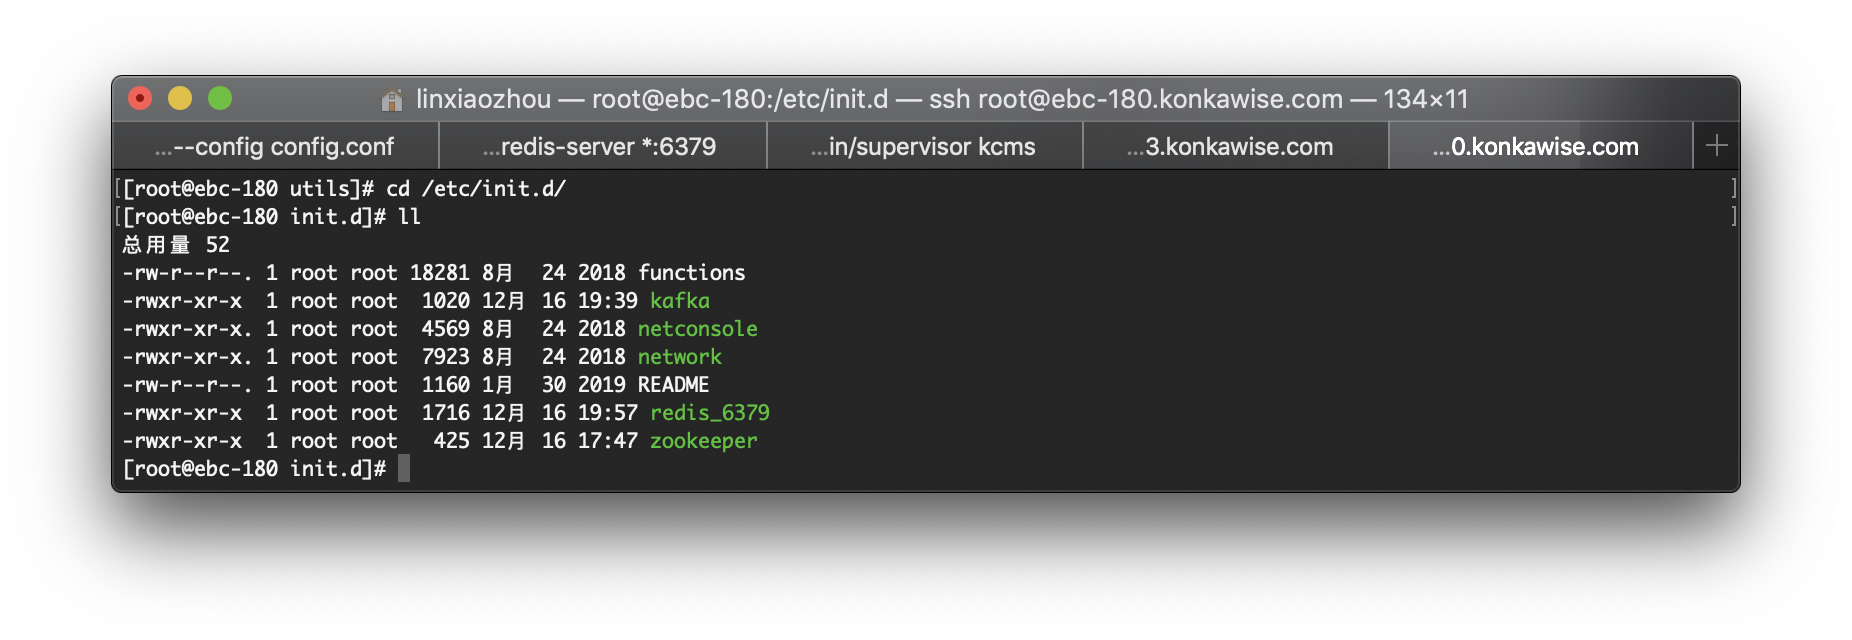 linxiaozhou — root@ebc-180:/etc/init.d — ssh root@ebc-180.konkawise.com — 134×11
...--config config.conf ...redis-server *:6379 ...in/supervisor kcms ...3.konkawise.com ...0.konkawise.com +
[[root@ebc-180 utils]# cd /etc/init.d/ ]
[[root@ebc-180 init.d]# ll ]
总用量 52
-rw-r--r--. 1 root root 18281 8月  24 2018 functions
-rwxr-xr-x  1 root root  1020 12月 16 19:39 kafka
-rwxr-xr-x. 1 root root  4569 8月  24 2018 netconsole
-rwxr-xr-x. 1 root root  7923 8月  24 2018 network
-rw-r--r--. 1 root root  1160 1月  30 2019 README
-rwxr-xr-x  1 root root  1716 12月 16 19:57 redis_6379
-rwxr-xr-x  1 root root   425 12月 16 17:47 zookeeper
[root@ebc-180 init.d]#